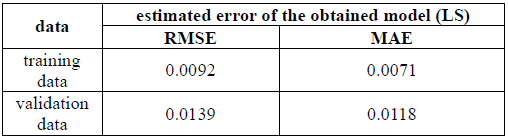 data
estimated error of the obtained model (LS)
RMSE MAE
training
data
0.0092 0.0071
validation
data
0.0139 0.0118